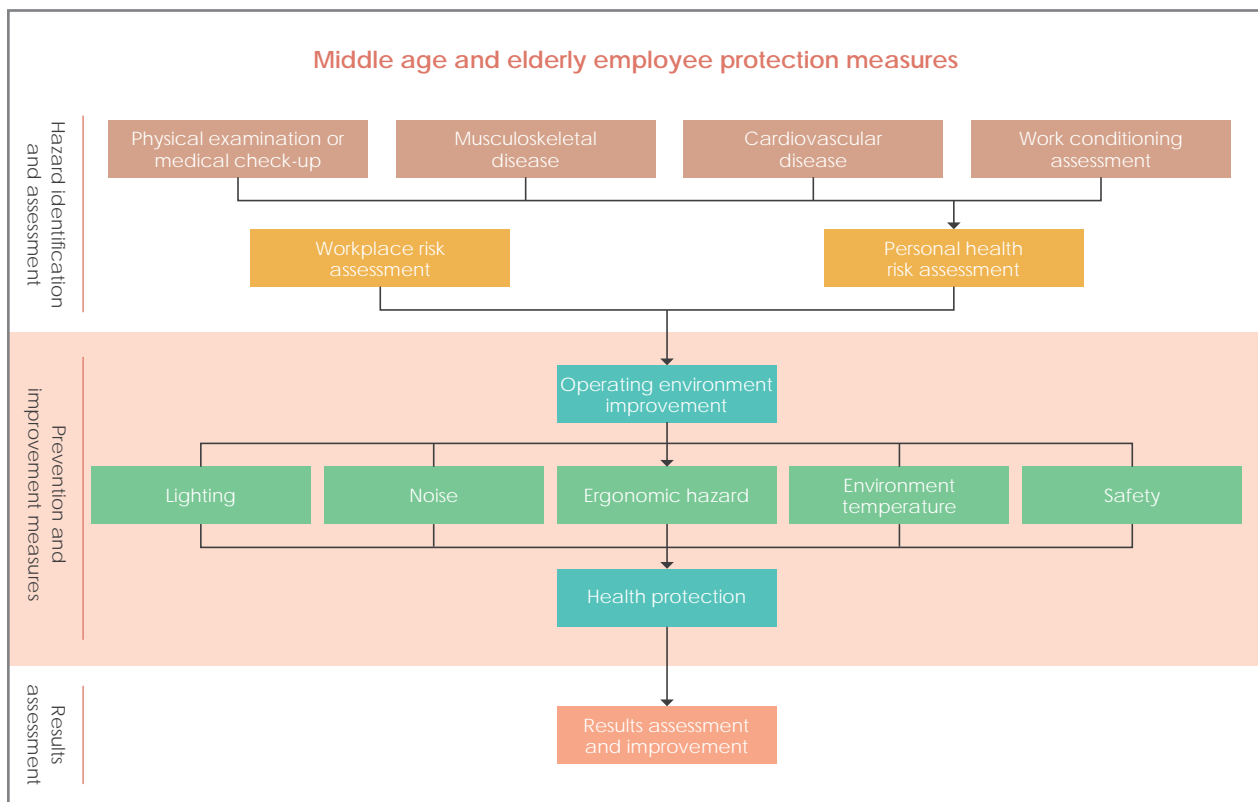 Middle age and elderly employee protection measures
Hazard identification
and assessment
Physical examination or
medical check-up
Musculoskeletal
disease
Cardiovascular
disease
Work conditioning
assessment
Workplace risk
assessment
Personal health
risk assessment
Prevention and
improvement measures
Operating environment
improvement
Lighting
Noise
Ergonomic hazard
Environment
temperature
Safety
Health protection
Results
assessment
Results assessment
and improvement